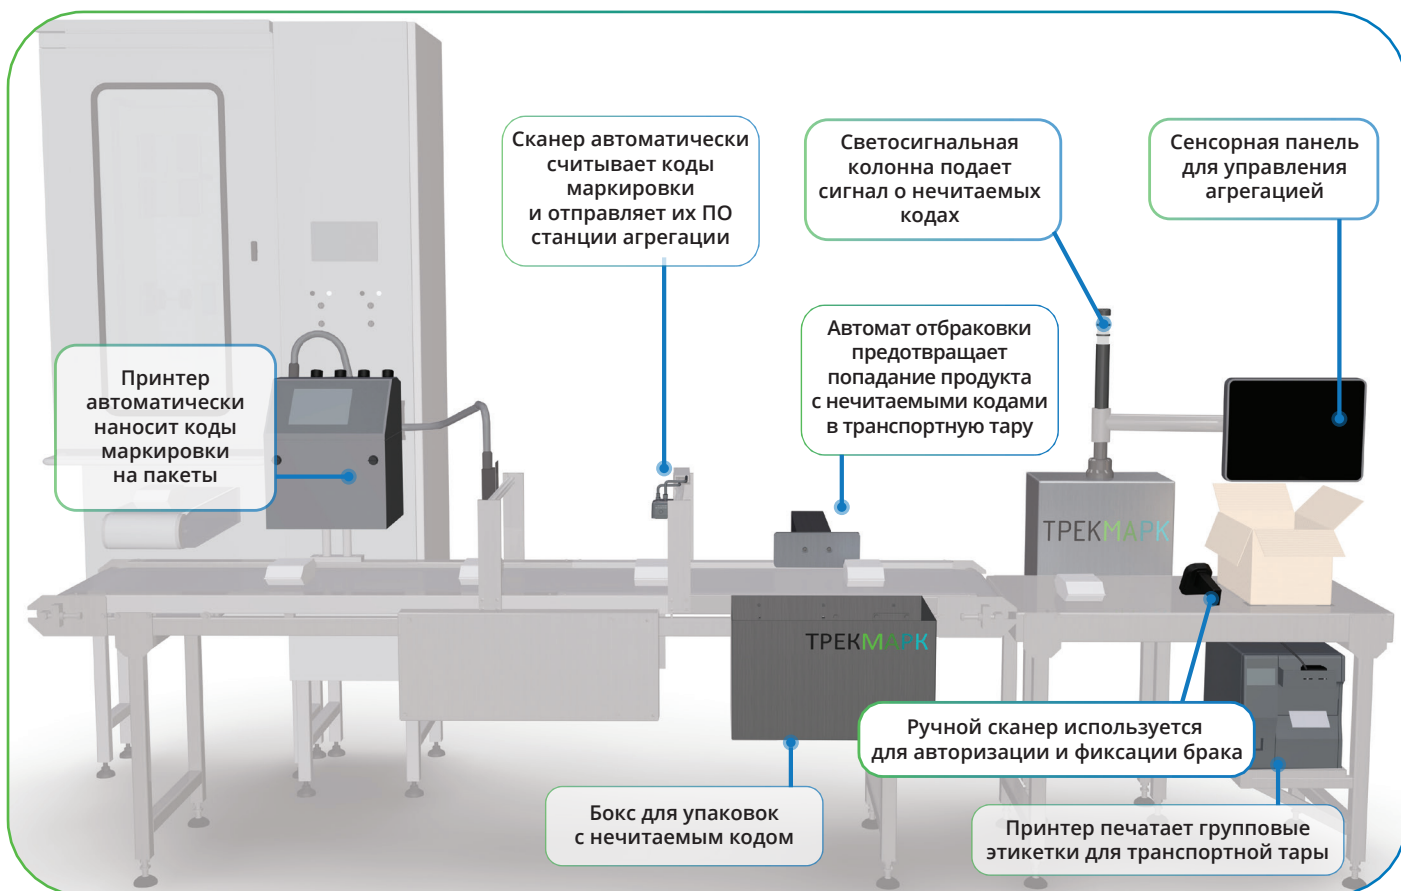 Сканер автоматически
считывает коды
маркировки
и отправляет их ПО
станции агрегации
Светосигнальная
колонна подает
сигнал о нечитаемых
кодах
Сенсорная панель
для управления
агрегацией
Принтер
автоматически
наносит коды
маркировки
на пакеты
Автомат отбраковки
предотвращает
попадание продукта
с нечитаемыми кодами
в транспортную тару
ТРЕКМАРК
ТРЕКМАРК
Ручной сканер используется
для авторизации и фиксации брака
Бокс для упаковок
с нечитаемым кодом
Принтер печатает групповые
этикетки для транспортной тары